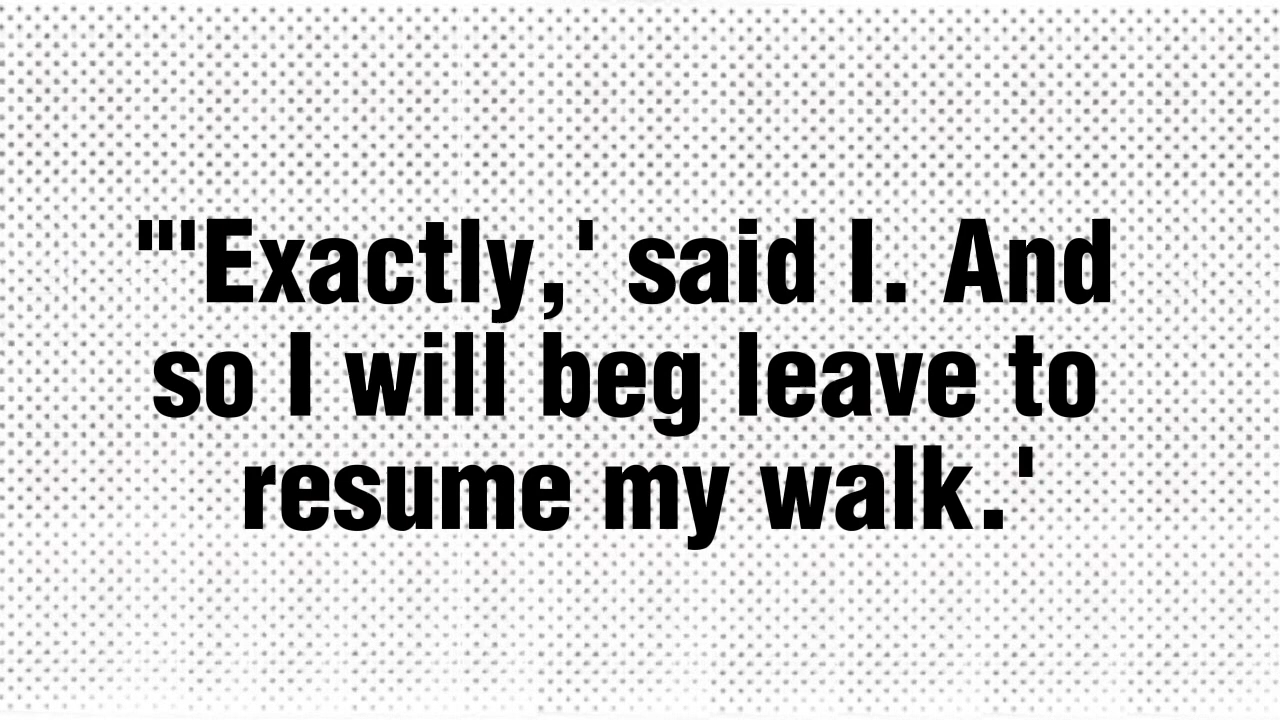 "'Exactly,' said I. And
so I will beg leave to
resume my walk.'